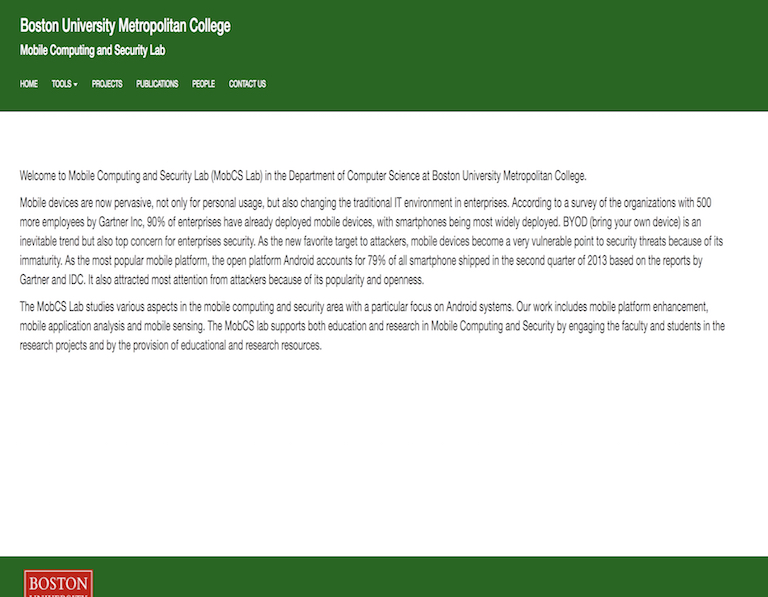 Boston University Metropolitan College
Mobile Computing and Security Lab
HOME TOOLS PROJECTS PUBLICATIONS PEOPLE CONTACT US
Welcome to Mobile Computing and Security Lab (MobCS Lab) in the Department of Computer Science at Boston University Metropolitan College.
Mobile devices are now pervasive, not only for personal usage, but also changing the traditional IT environment in enterprises. According to a survey of the organizations with 500
more employees by Gartner Inc, 90% of enterprises have already deployed mobile devices, with smartphones being most widely deployed. BYOD (bring your own device) is an
inevitable trend but also top concern for enterprises security. As the new favorite target to attackers, mobile devices become a very vulnerable point to security threats because of its
immaturity. As the most popular mobile platform, the open platform Android accounts for 79% of all smartphone shipped in the second quarter of 2013 based on the reports by
Gartner and IDC. It also attracted most attention from attackers because of its popularity and openness.
The MobCS Lab studies various aspects in the mobile computing and security area with a particular focus on Android systems. Our work includes mobile platform enhancement,
mobile application analysis and mobile sensing. The MobCS lab supports both education and research in Mobile Computing and Security by engaging the faculty and students in the
research projects and by the provision of educational and research resources.
BOSTON
UNIVERSITY